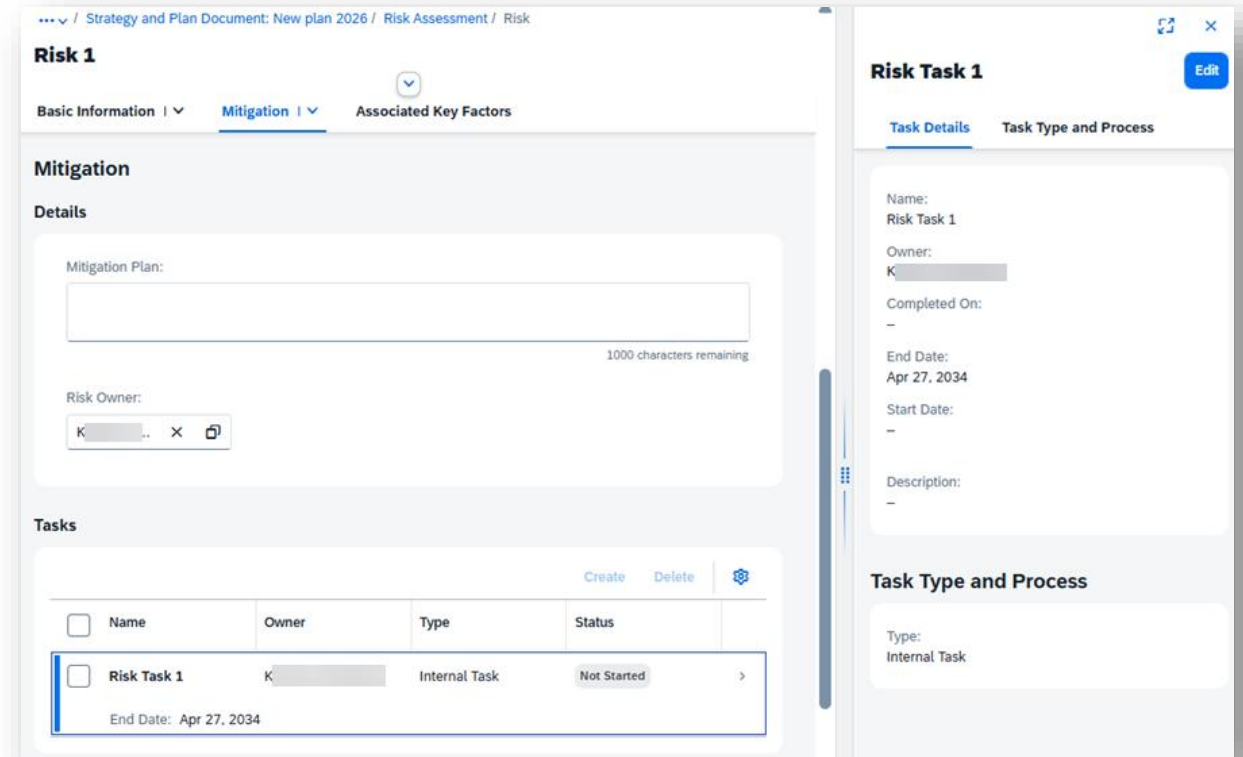 ... / Strategy and Plan Document: New plan 2026 / Risk Assessment / Risk
Risk 1
Basic Information
Mitigation
Associated Key Factors
Mitigation
Details
Mitigation Plan:
1000 characters remaining
Risk Owner:
K ..
Tasks
Create Delete
Name Owner Type Status
Risk Task 1 K Internal Task Not Started
End Date: Apr 27, 2034
Risk Task 1
Edit
Task Details Task Type and Process
Name:
Risk Task 1
Owner:
K
Completed On:
–
End Date:
Apr 27, 2034
Start Date:
–
Description:
–
Task Type and Process
Type:
Internal Task